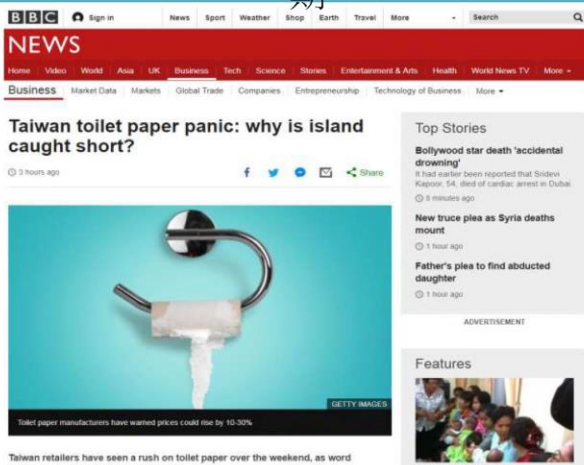 期
BBC Sign in News Sport Weather Shop Earth Travel More Search
NEWS
Home Video World Asia UK Business Tech Science Stories Entertainment & Arts Health World News TV More
Business Market Data Markets Global Trade Companies Entrepreneurship Technology of Business More
Taiwan toilet paper panic: why is island
caught short?
3 hours ago
Share
GETTY IMAGES
Toilet paper manufacturers have warned prices could rise by 10-30%
Taiwan retailers have seen a rush on toilet paper over the weekend, as word
Top Stories
Bollywood star death 'accidental
drowning'
It had earlier been reported that Sridevi
Kapoor, 54, died of cardiac arrest in Dubai
8 minutes ago
New truce plea as Syria deaths
mount
1 hour ago
Father's plea to find abducted
daughter
1 hour ago
ADVERTISEMENT
Features